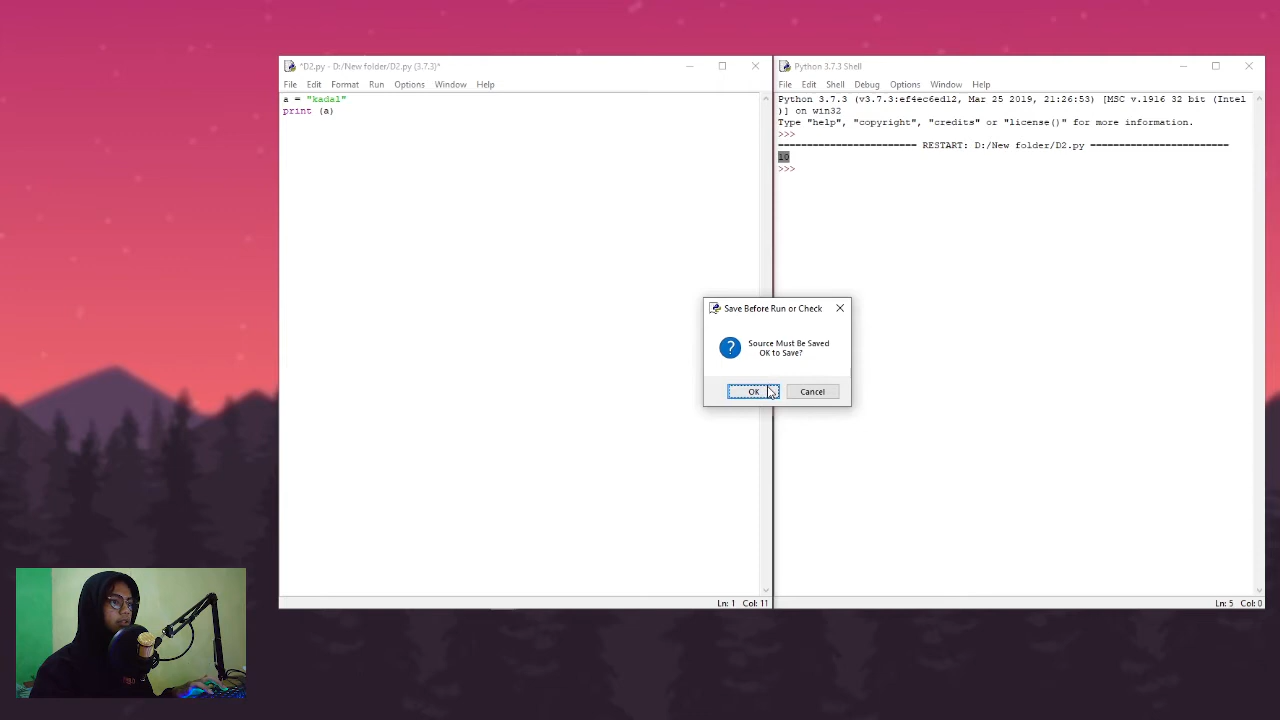 *D2.py - D:/New folder/D2.py (3.7.3)*
File Edit Format Run Options Window Help
a = "kadal"
print (a)
Ln: 1 Col: 11
Python 3.7.3 Shell
File Edit Shell Debug Options Window Help
Python 3.7.3 (v3.7.3:ef4ec6ed12, Mar 25 2019, 21:26:53) [MSC v.1916 32 bit (Intel
)] on win32
Type "help", "copyright", "credits" or "license()" for more information.
>>>
======================== RESTART: D:/New folder/D2.py ========================
10
>>>
Ln: 5 Col: 0
Save Before Run or Check
Source Must Be Saved
OK to Save?
OK Cancel